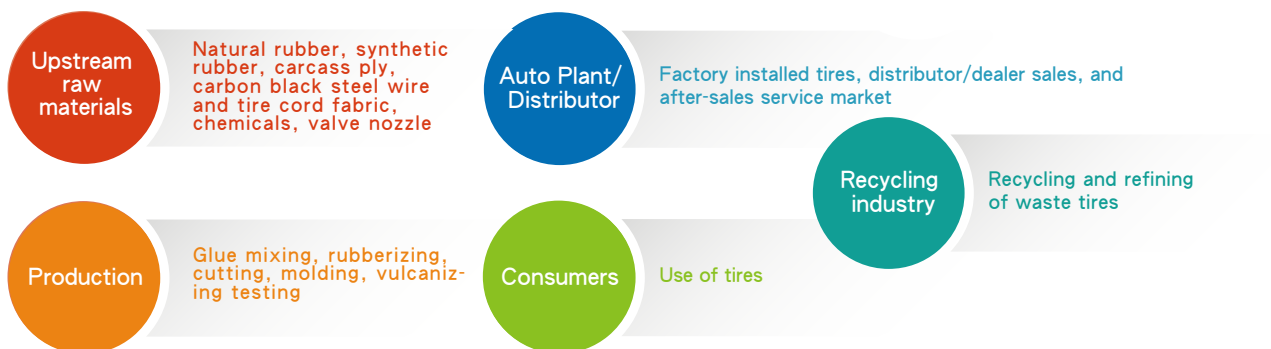 Upstream
raw
materials
Natural rubber, synthetic
rubber, carcass ply,
carbon black steel wire
and tire cord fabric,
chemicals, valve nozzle
Production
Glue mixing, rubberizing,
cutting, molding, vulcaniz-
ing testing
Auto Plant/
Distributor
Factory installed tires, distributor/dealer sales, and
after-sales service market
Consumers
Use of tires
Recycling
industry
Recycling and refining
of waste tires